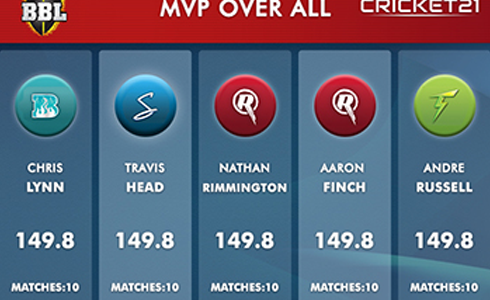 BBL
MVP OVER ALL
CRICKET21
B
S
R
R
CHRIS
LYNN
TRAVIS
HEAD
NATHAN
RIMMINGTON
AARON
FINCH
ANDRE
RUSSELL
149.8
149.8
149.8
149.8
149.8
MATCHES:10
MATCHES:10
MATCHES:10
MATCHES:10
MATCHES:10